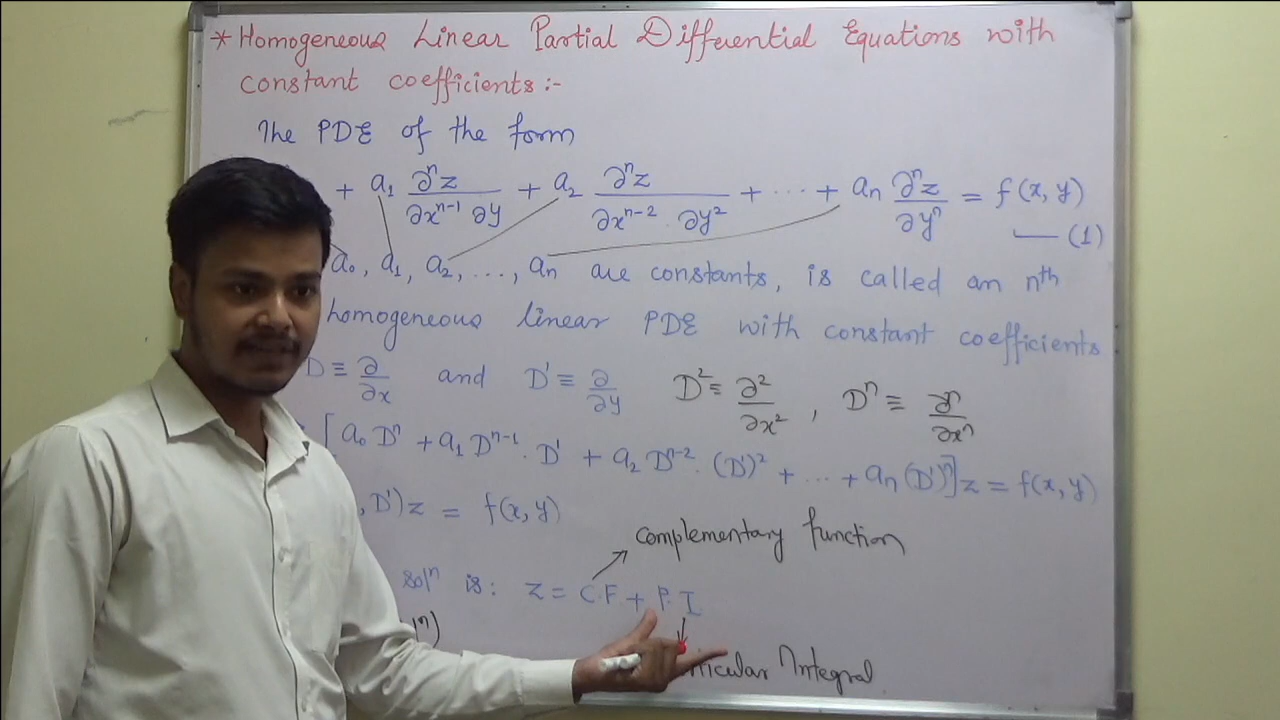 * Homogeneous Linear Partial Differential Equations with
constant coefficients :-
The PDE of the form
+ a₁ ∂ⁿz/∂xⁿ⁻¹ ∂y + a₂ ∂ⁿz/∂xⁿ⁻² ∂y² + ... + aₙ ∂ⁿz/∂yⁿ = f(x, y)
— (1)
a₀, a₁, a₂, ..., aₙ are constants, is called an nth
homogeneous linear PDE with constant coefficients
D ≡ ∂/∂x and D' ≡ ∂/∂y D² ≡ ∂²/∂x² , Dⁿ ≡ ∂ⁿ/∂xⁿ
[a₀ Dⁿ + a₁ Dⁿ⁻¹ . D' + a₂ Dⁿ⁻² . (D')² + ... + aₙ (D')ⁿ] z = f(x, y)
, D')z = f(x, y)
complementary function
solⁿ is : z = C.F. + P.I
Integral